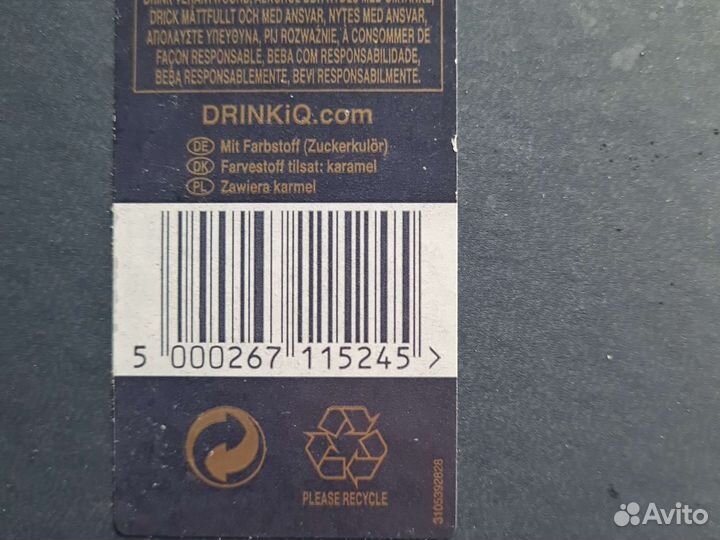 DRICK MÅTTFULLT OCH MED ANSVAR, NYTES MED ANSVAR,
ΑΠΟΛΑΥΣΤΕ ΥΠΕΥΘΥΝΑ, PIJ ROZWAŻNIE, À CONSOMMER DE
FAÇON RESPONSABLE, BEBA COM RESPONSABILIDADE,
BEBA RESPONSABLEMENTE, BEVI RESPONSABILMENTE.
DRINKiQ.com
DE Mit Farbstoff (Zuckerkulör)
DK Farvestoff tilsat: karamel
PL Zawiera karmel
5 000267 115245 >
PLEASE RECYCLE
3105392828
Avito